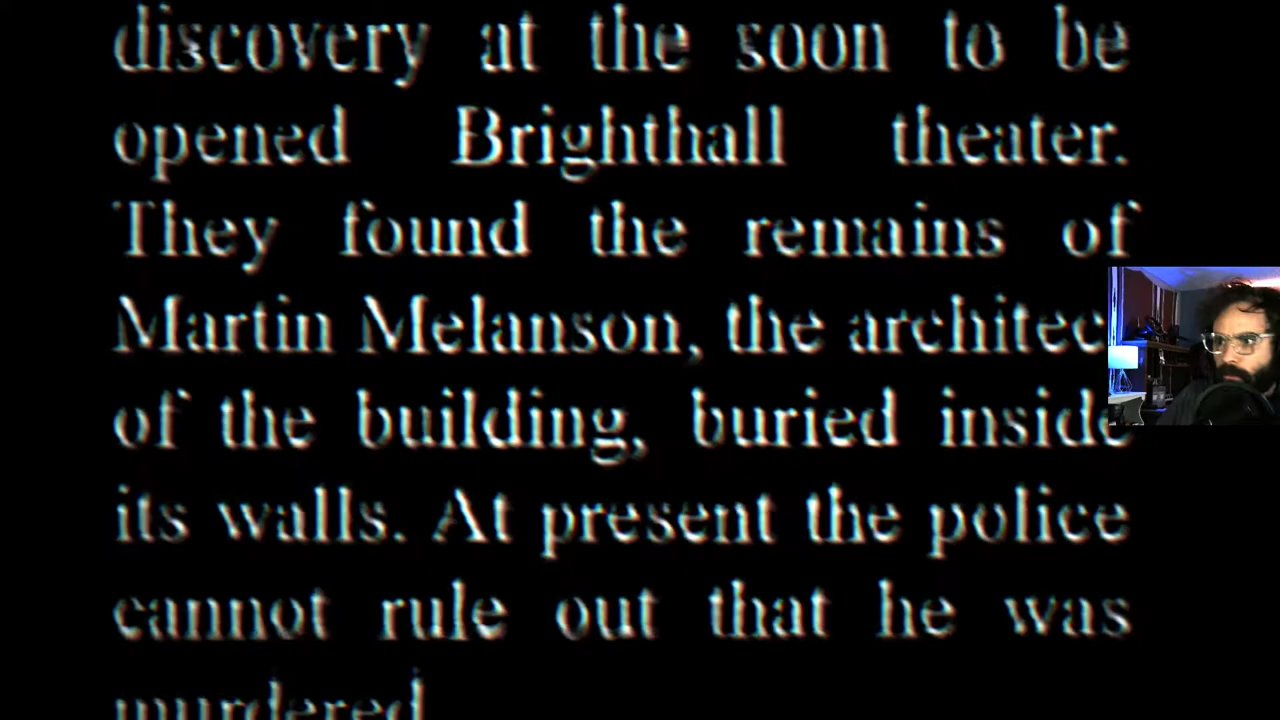 discovery at the soon to be
opened Brighthall theater.
They found the remains of
Martin Melanson, the architec
of the building, buried inside
its walls. At present the police
cannot rule out that he was
murdered